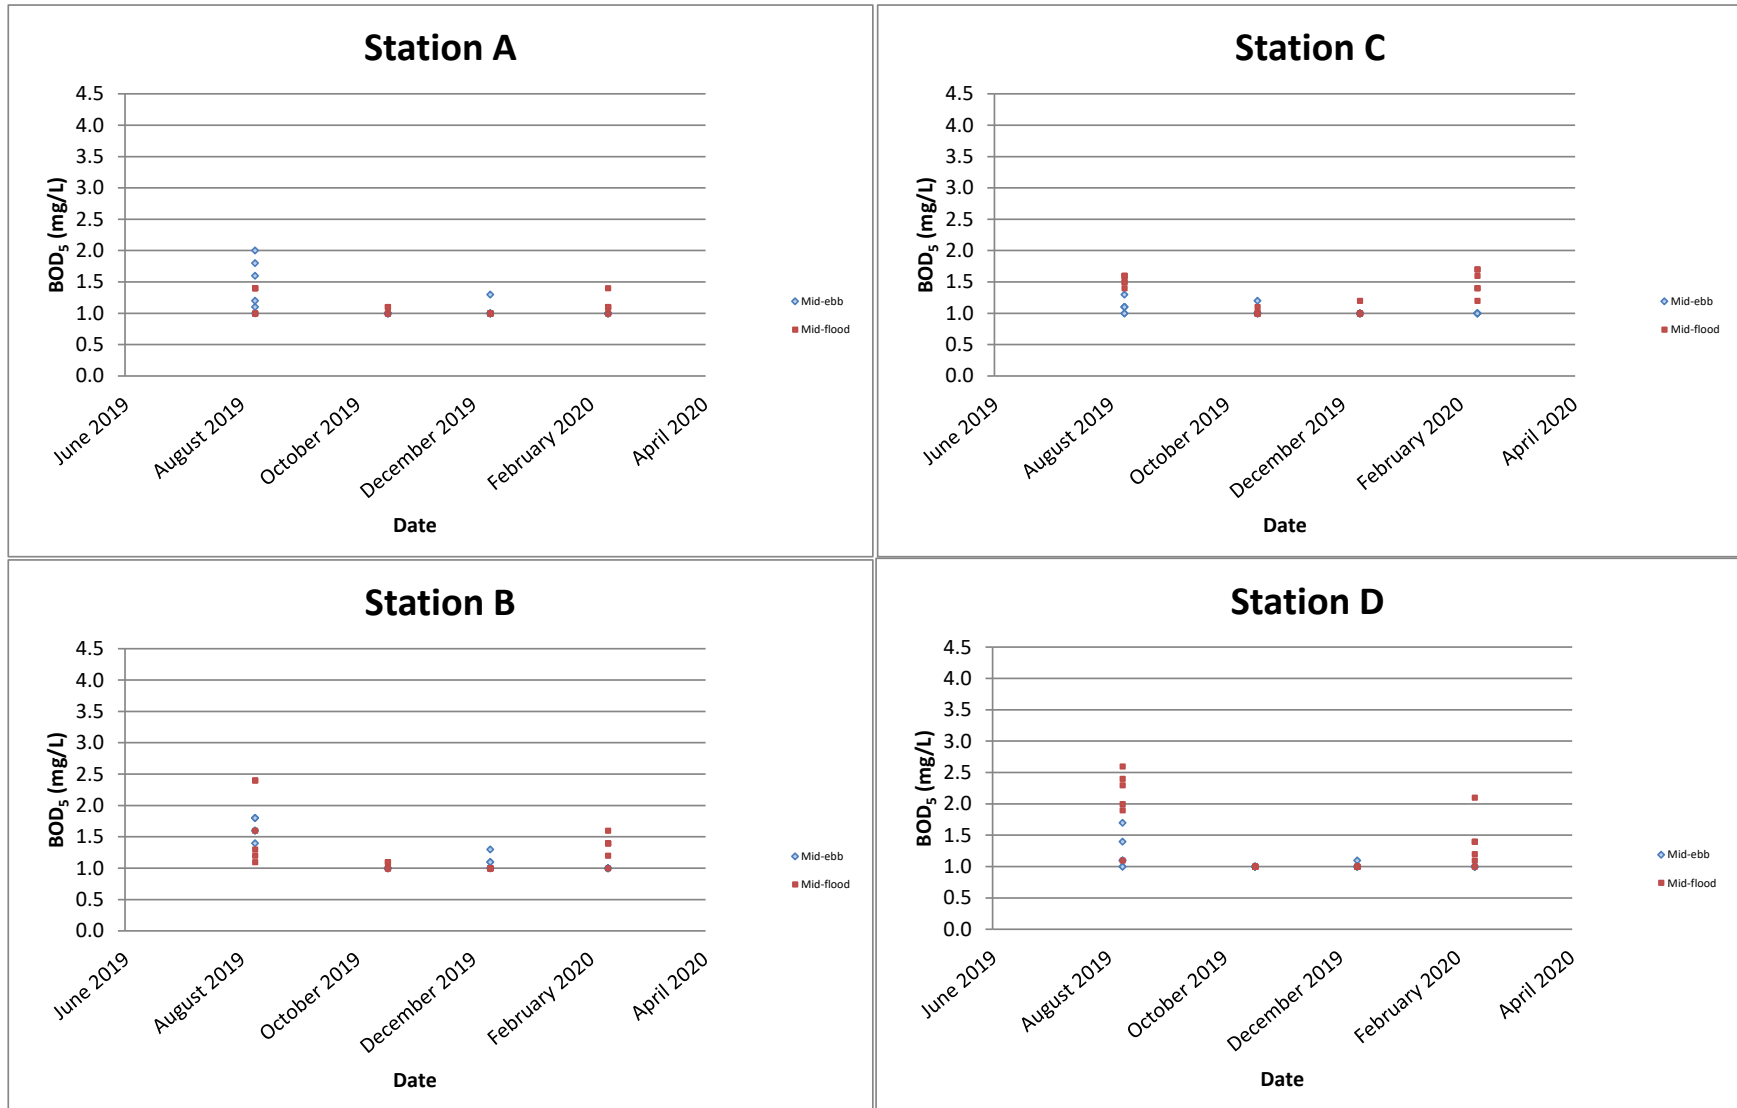 Station A
BOD5 (mg/L)
4.5
4.0
3.5
3.0
2.5
2.0
1.5
1.0
0.5
0.0
June 2019
August 2019
October 2019
December 2019
February 2020
April 2020
Date
Mid-ebb
Mid-flood
Station C
BOD5 (mg/L)
4.5
4.0
3.5
3.0
2.5
2.0
1.5
1.0
0.5
0.0
June 2019
August 2019
October 2019
December 2019
February 2020
April 2020
Date
Mid-ebb
Mid-flood
Station B
BOD5 (mg/L)
4.5
4.0
3.5
3.0
2.5
2.0
1.5
1.0
0.5
0.0
June 2019
August 2019
October 2019
December 2019
February 2020
April 2020
Date
Mid-ebb
Mid-flood
Station D
BOD5 (mg/L)
4.5
4.0
3.5
3.0
2.5
2.0
1.5
1.0
0.5
0.0
June 2019
August 2019
October 2019
December 2019
February 2020
April 2020
Date
Mid-ebb
Mid-flood